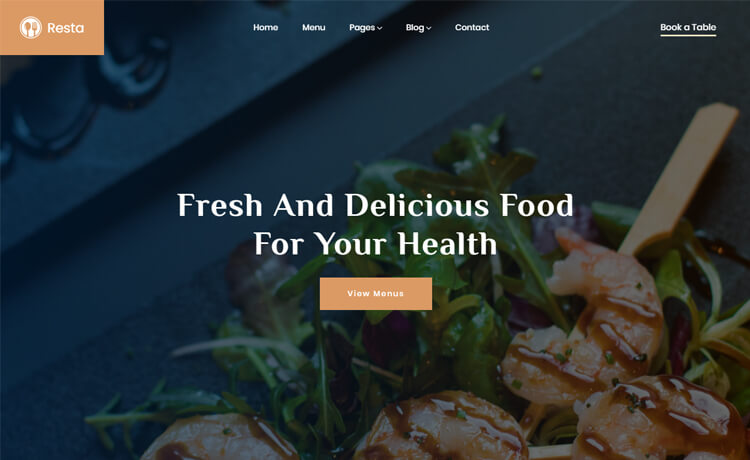 Resta
Home
Menu
Pages
Blog
Contact
Book a Table
Fresh And Delicious Food
For Your Health
View Menus